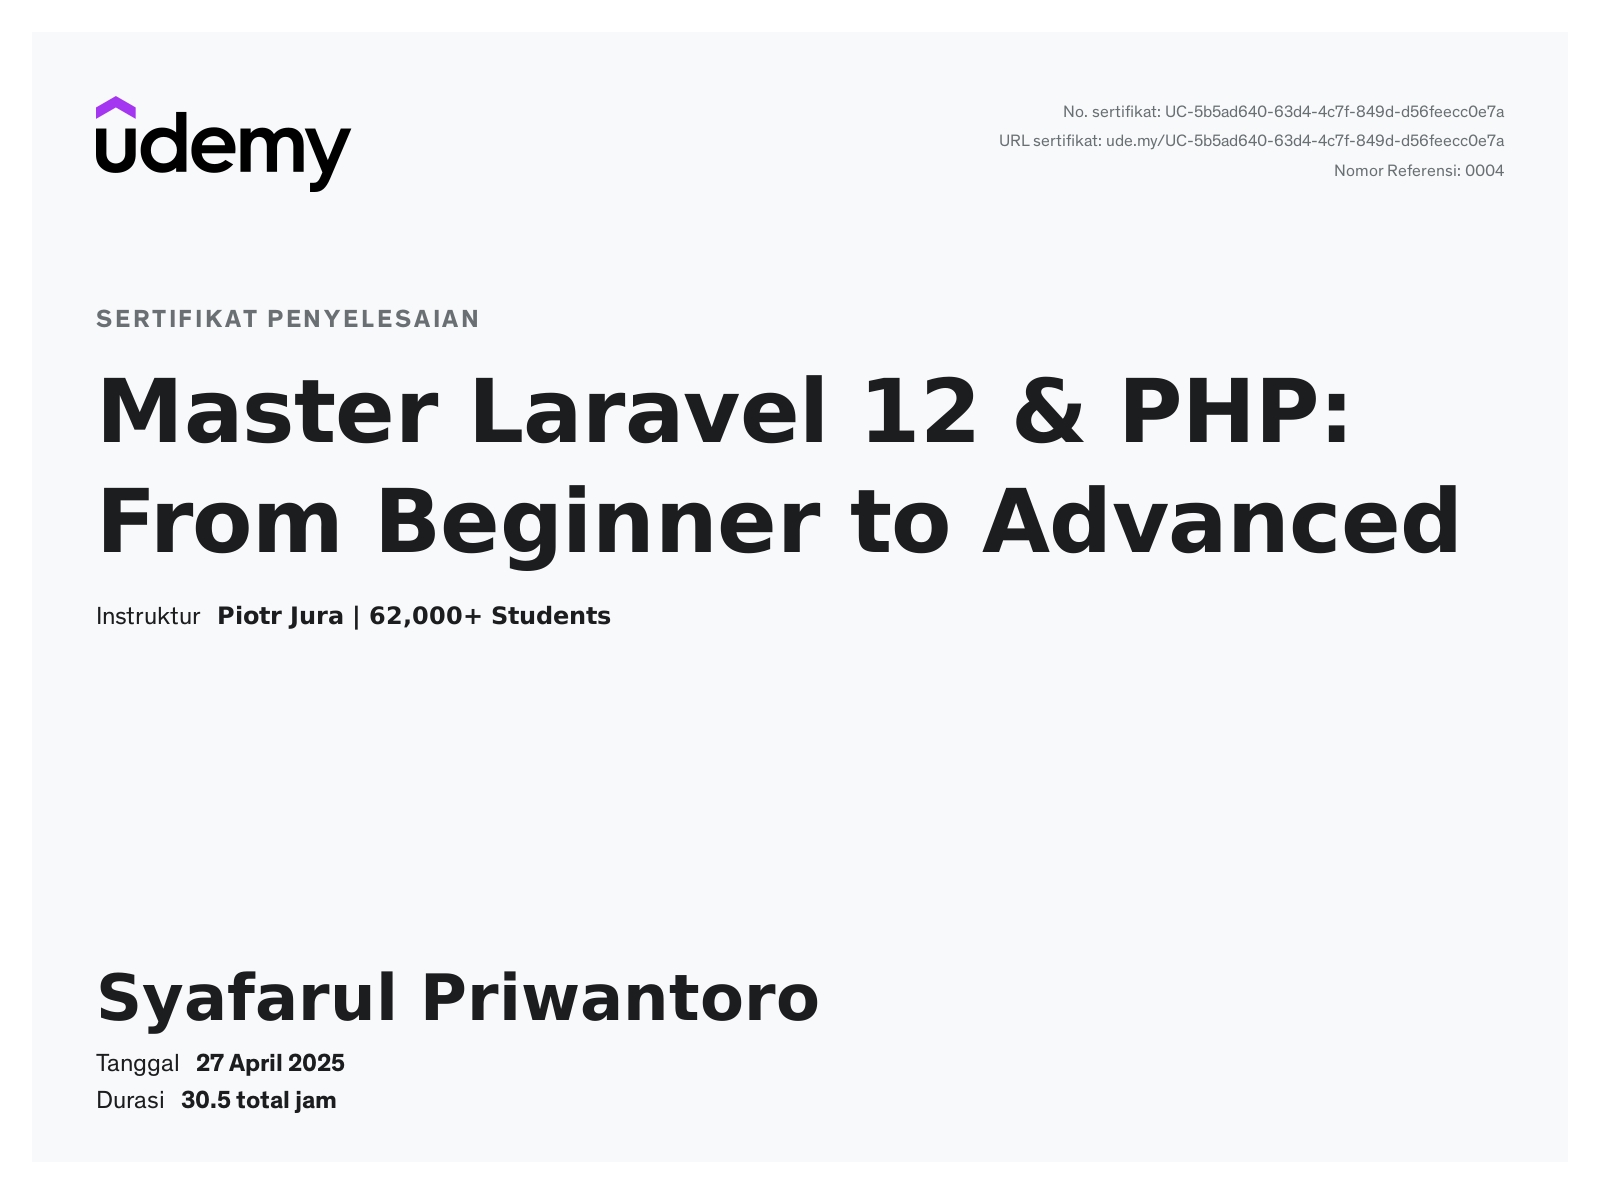 udemy
No. sertifikat: UC-5b5ad640-63d4-4c7f-849d-d56feecc0e7a
URL sertifikat: ude.my/UC-5b5ad640-63d4-4c7f-849d-d56feecc0e7a
Nomor Referensi: 0004
SERTIFIKAT PENYELESAIAN
Master Laravel 12 & PHP:
From Beginner to Advanced
Instruktur Piotr Jura | 62,000+ Students
Syafarul Priwantoro
Tanggal 27 April 2025
Durasi 30.5 total jam